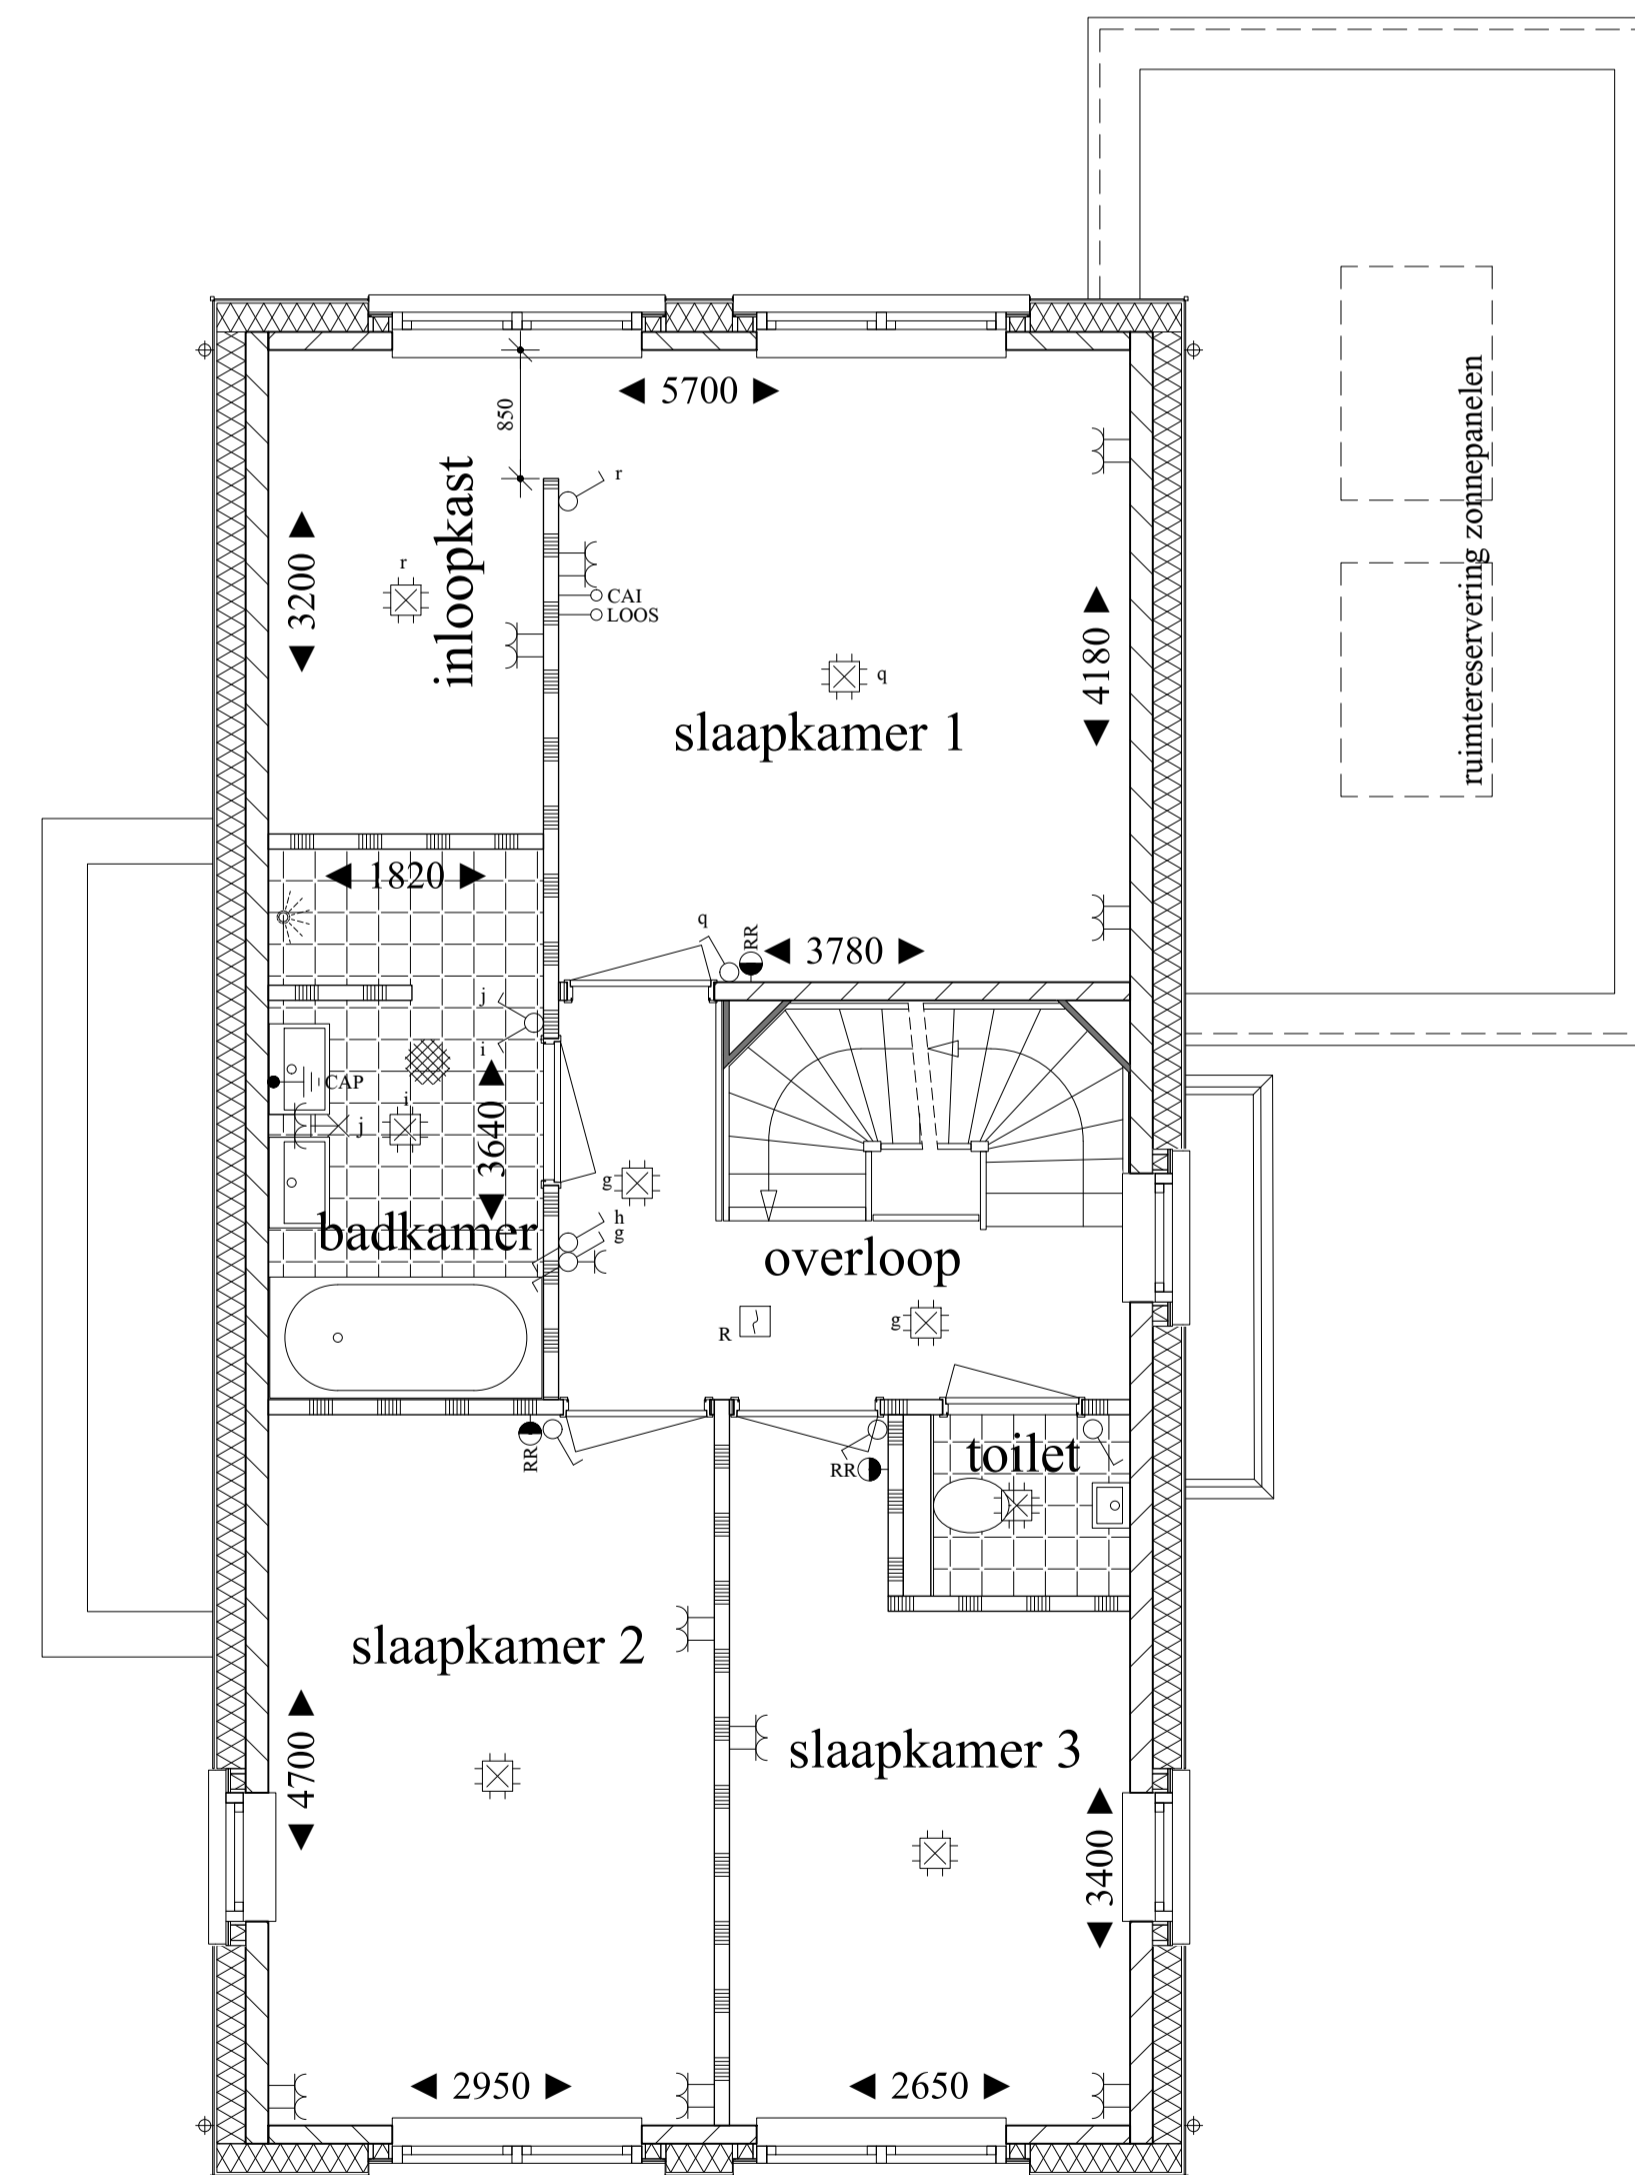 5700
850
r
inloopkast
3200
r
CAI
LOOS
q
slaapkamer 1
4180
ruimtereservering zonnepanelen
1820
q
RR
3780
j
i
CAP
i
j
3640
g
h
g
badkamer
overloop
R
g
RR
RR
toilet
slaapkamer 2
slaapkamer 3
4700
3400
2950
2650